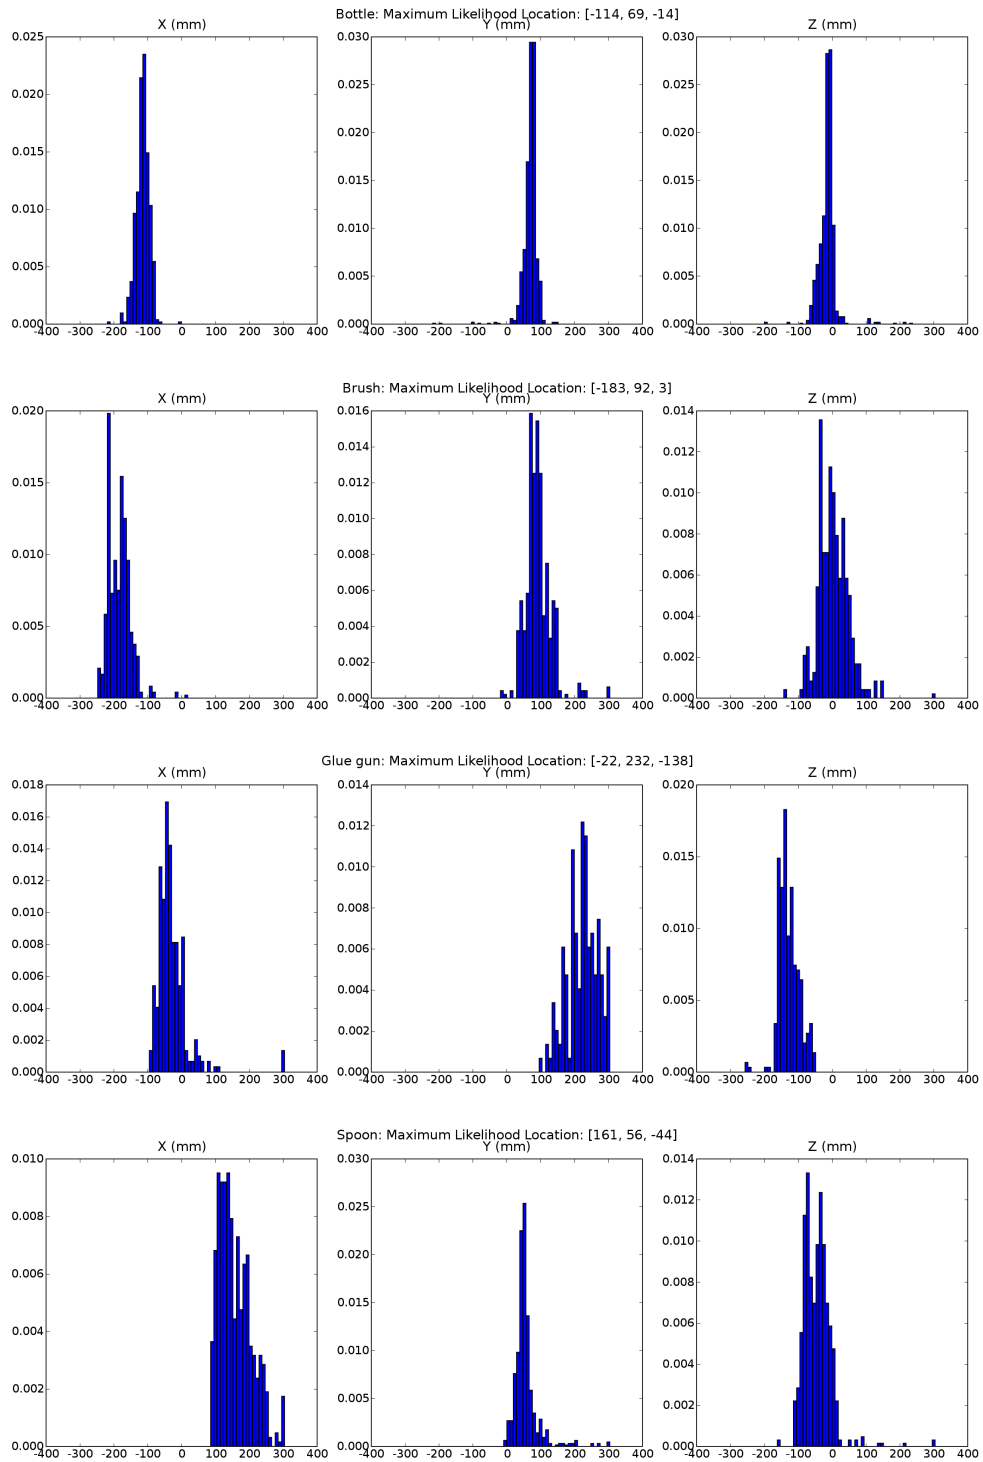 Bottle: Maximum Likelihood Location: [-114, 69, -14]
X (mm) Y (mm) Z (mm)
0.025 0.030 0.030
0.020 0.025 0.025
0.015 0.020 0.020
0.010 0.015 0.015
0.005 0.010 0.010
0.000 0.005 0.005
0.000 0.000
-400 -300 -200 -100 0 100 200 300 400 -400 -300 -200 -100 0 100 200 300 400 -400 -300 -200 -100 0 100 200 300 400
Brush: Maximum Likelihood Location: [-183, 92, 3]
X (mm) Y (mm) Z (mm)
0.020 0.016 0.014
0.015 0.014 0.012
0.010 0.012 0.010
0.005 0.010 0.008
0.000 0.008 0.006
0.006 0.004
0.004 0.002
0.002 0.000
0.000
-400 -300 -200 -100 0 100 200 300 400 -400 -300 -200 -100 0 100 200 300 400 -400 -300 -200 -100 0 100 200 300 400
Glue gun: Maximum Likelihood Location: [-22, 232, -138]
X (mm) Y (mm) Z (mm)
0.018 0.014 0.020
0.016 0.012 0.015
0.014 0.010 0.010
0.012 0.008 0.005
0.010 0.006 0.000
0.008 0.004
0.006 0.002
0.004 0.000
0.002
0.000
-400 -300 -200 -100 0 100 200 300 400 -400 -300 -200 -100 0 100 200 300 400 -400 -300 -200 -100 0 100 200 300 400
Spoon: Maximum Likelihood Location: [161, 56, -44]
X (mm) Y (mm) Z (mm)
0.010 0.030 0.014
0.008 0.025 0.012
0.006 0.020 0.010
0.004 0.015 0.008
0.002 0.010 0.006
0.000 0.005 0.004
0.000 0.002
0.000
-400 -300 -200 -100 0 100 200 300 400 -400 -300 -200 -100 0 100 200 300 400 -400 -300 -200 -100 0 100 200 300 400